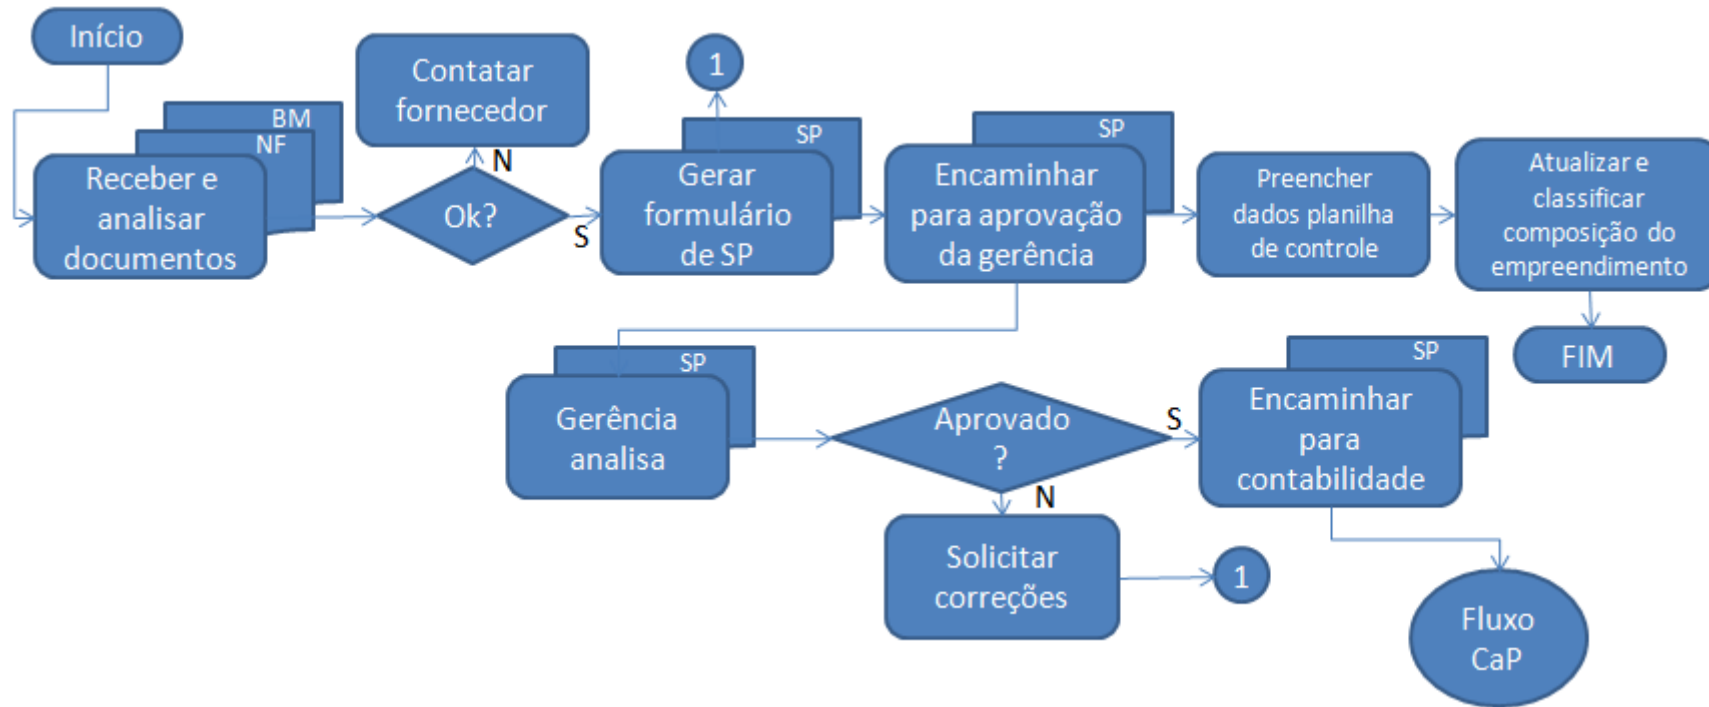 Início
BM
NF
Receber e
analisar
documentos
Ok?
N
Contatar
fornecedor
S
1
SP
Gerar
formulário
de SP
SP
Encaminhar
para aprovação
da gerência
Preencher
dados planilha
de controle
Atualizar e
classificar
composição do
empreendimento
FIM
SP
Gerência
analisa
Aprovado
?
S
N
Solicitar
correções
1
SP
Encaminhar
para
contabilidade
Fluxo
CaP